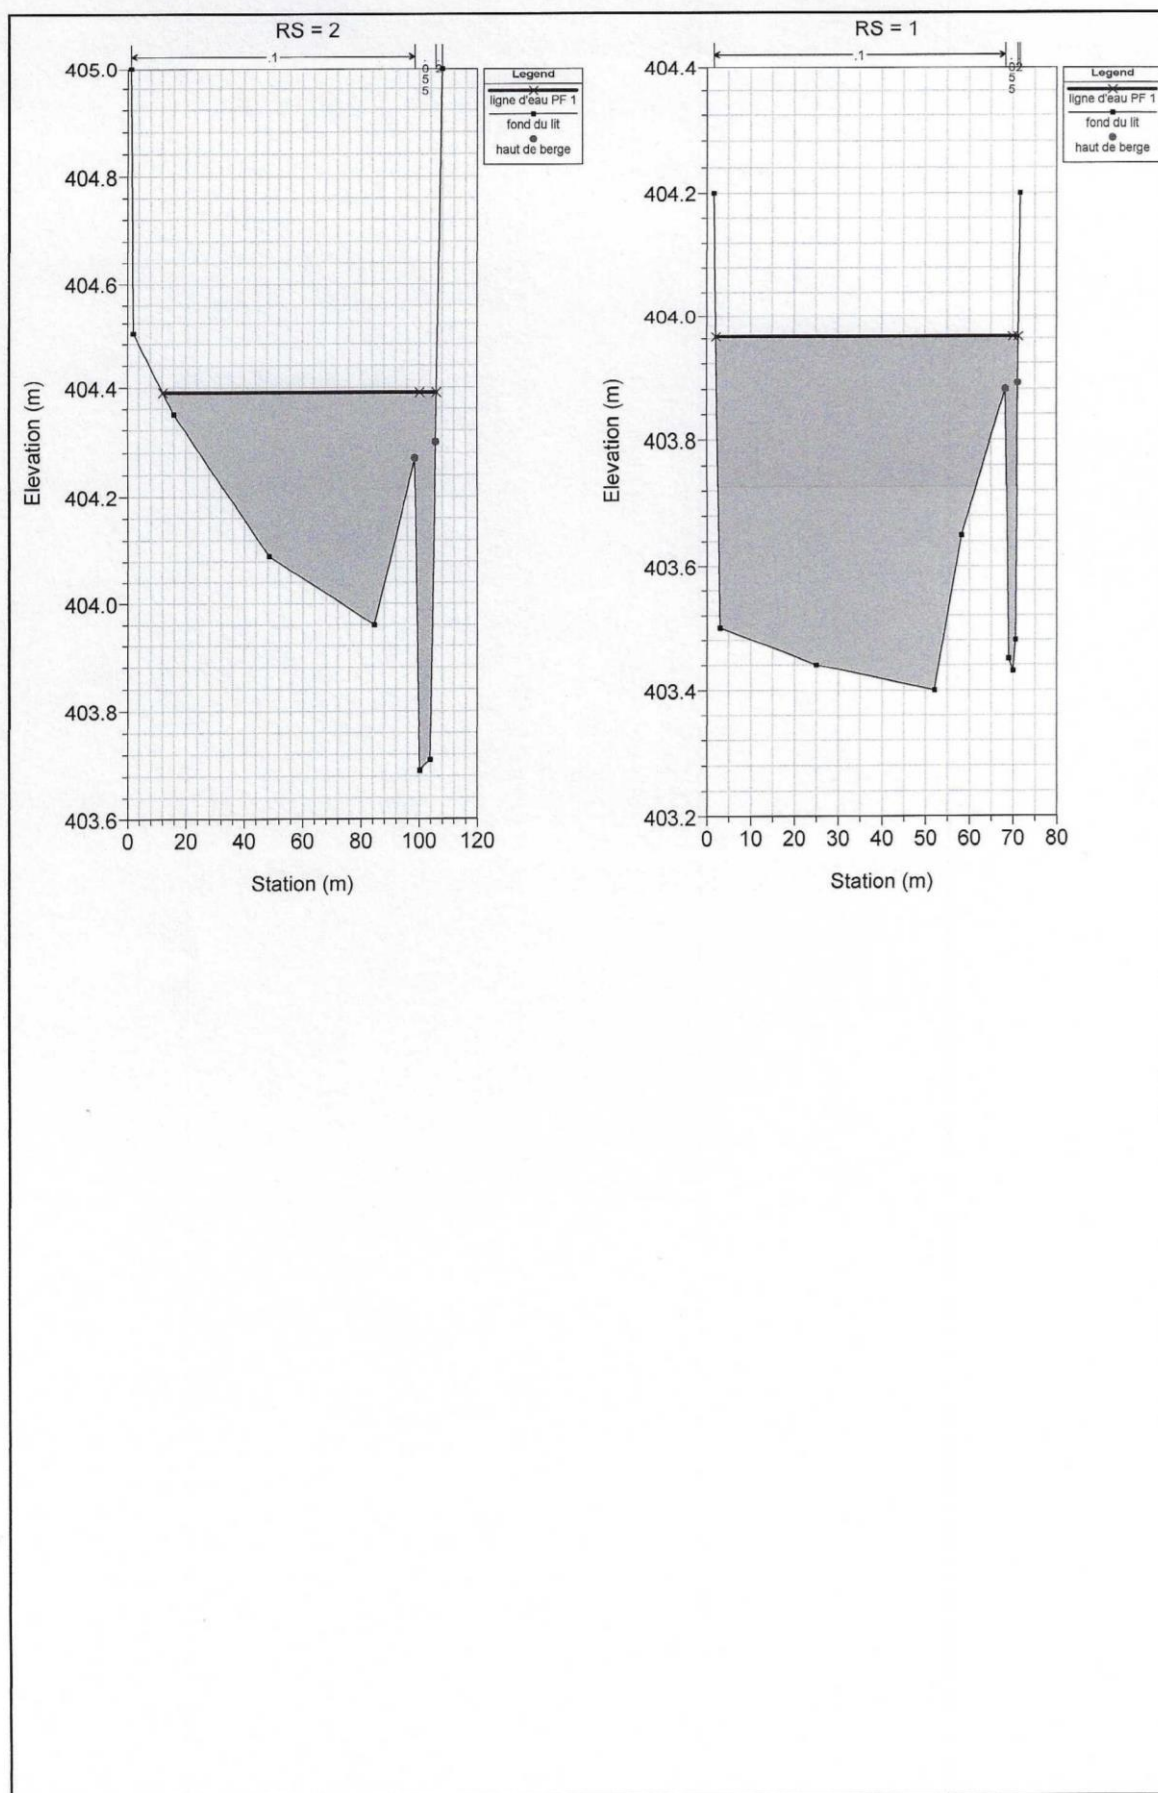 RS = 2
.1
.055
.2
405.0
404.8
404.6
404.4
404.2
404.0
403.8
403.6
0 20 40 60 80 100 120
Elevation (m)
Station (m)
Legend
ligne d'eau PF 1
fond du lit
haut de berge
RS = 1
.1
404.4
404.2
404.0
403.8
403.6
403.4
403.2
0 10 20 30 40 50 60 70 80
Elevation (m)
Station (m)
Legend
ligne d'eau PF 1
fond du lit
haut de berge